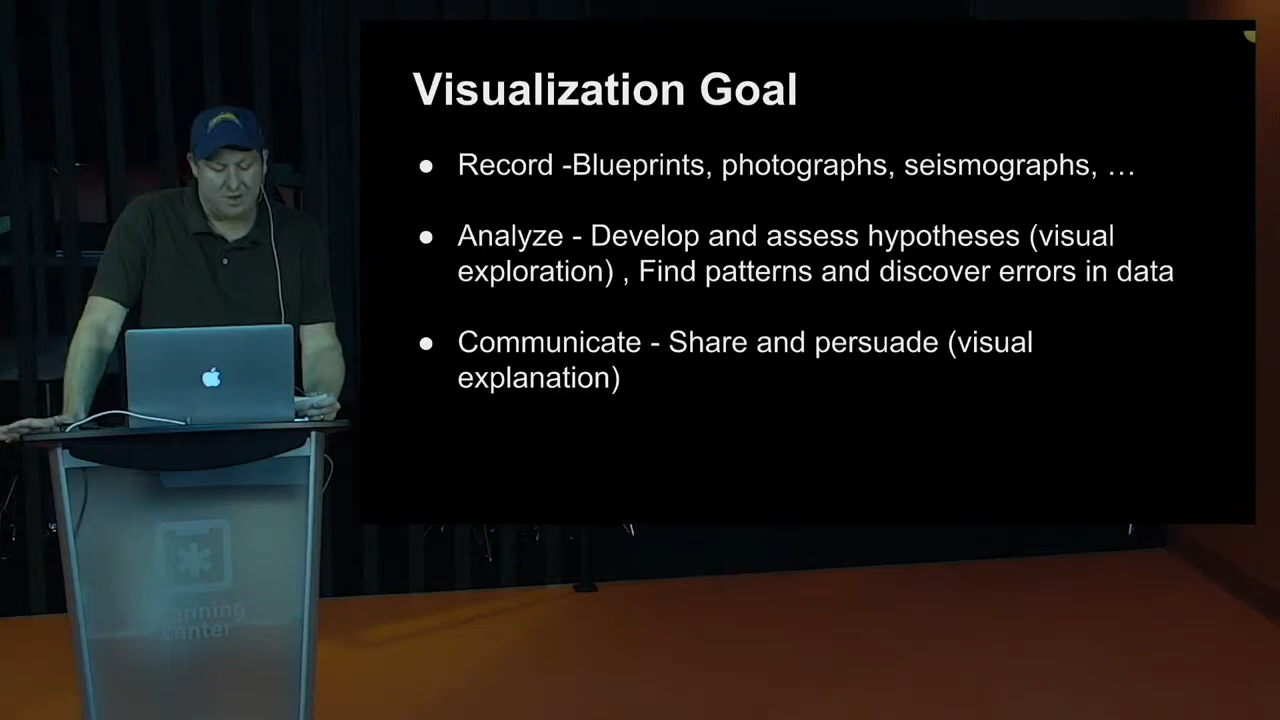 Visualization Goal
● Record -Blueprints, photographs, seismographs, …
● Analyze - Develop and assess hypotheses (visual
exploration) , Find patterns and discover errors in data
● Communicate - Share and persuade (visual
explanation)
center